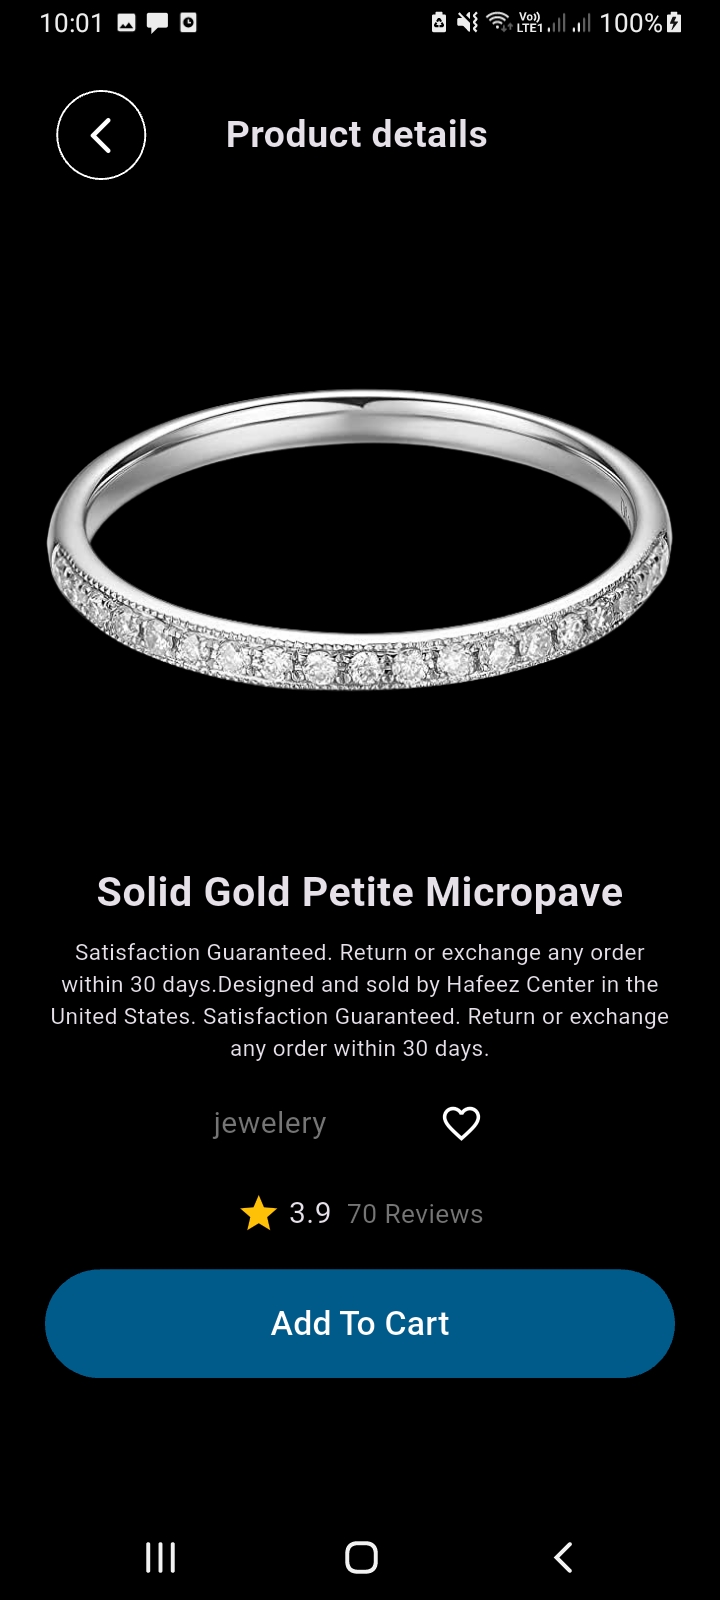 10:01 Vo)) LTE1 100%
Product details
Solid Gold Petite Micropave
Satisfaction Guaranteed. Return or exchange any order
within 30 days.Designed and sold by Hafeez Center in the
United States. Satisfaction Guaranteed. Return or exchange
any order within 30 days.
jewelery
3.9 70 Reviews
Add To Cart